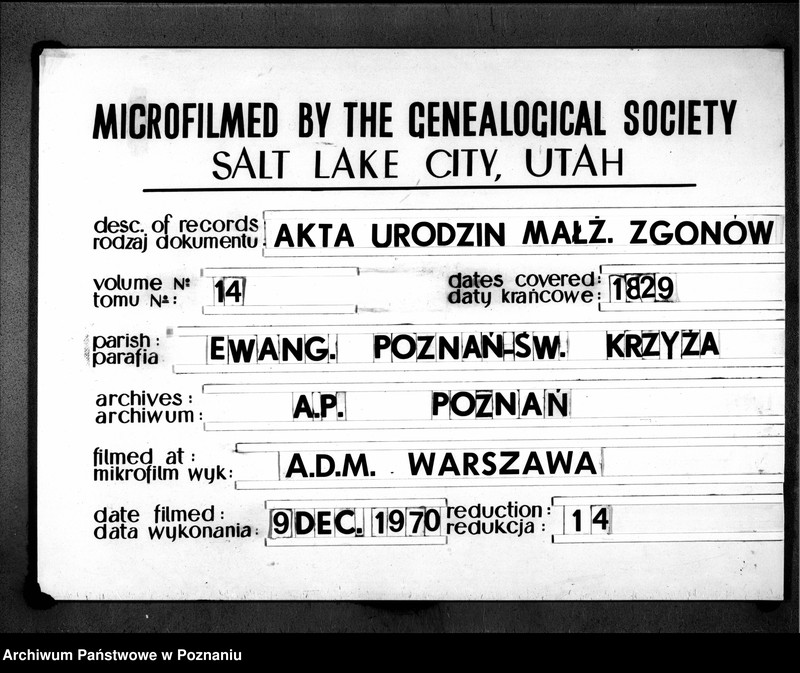 MICROFILMED BY THE GENEALOGICAL SOCIETY
SALT LAKE CITY, UTAH
desc. of records
rodzaj dokumentu: AKTA URODZIN MAŁŻ. ZGONÓW
volume №
tomu №: 14
dates covered:
daty krańcowe: 1829
parish:
parafia EWANG. POZNAŃ-ŚW. KRZYŻA
archives:
archiwum: A.P. POZNAŃ
filmed at:
mikrofilm wyk: A.D.M. WARSZAWA
date filmed:
data wykonania: 9 DEC. 1970
reduction:
redukcja: 14
Archiwum Państwowe w Poznaniu